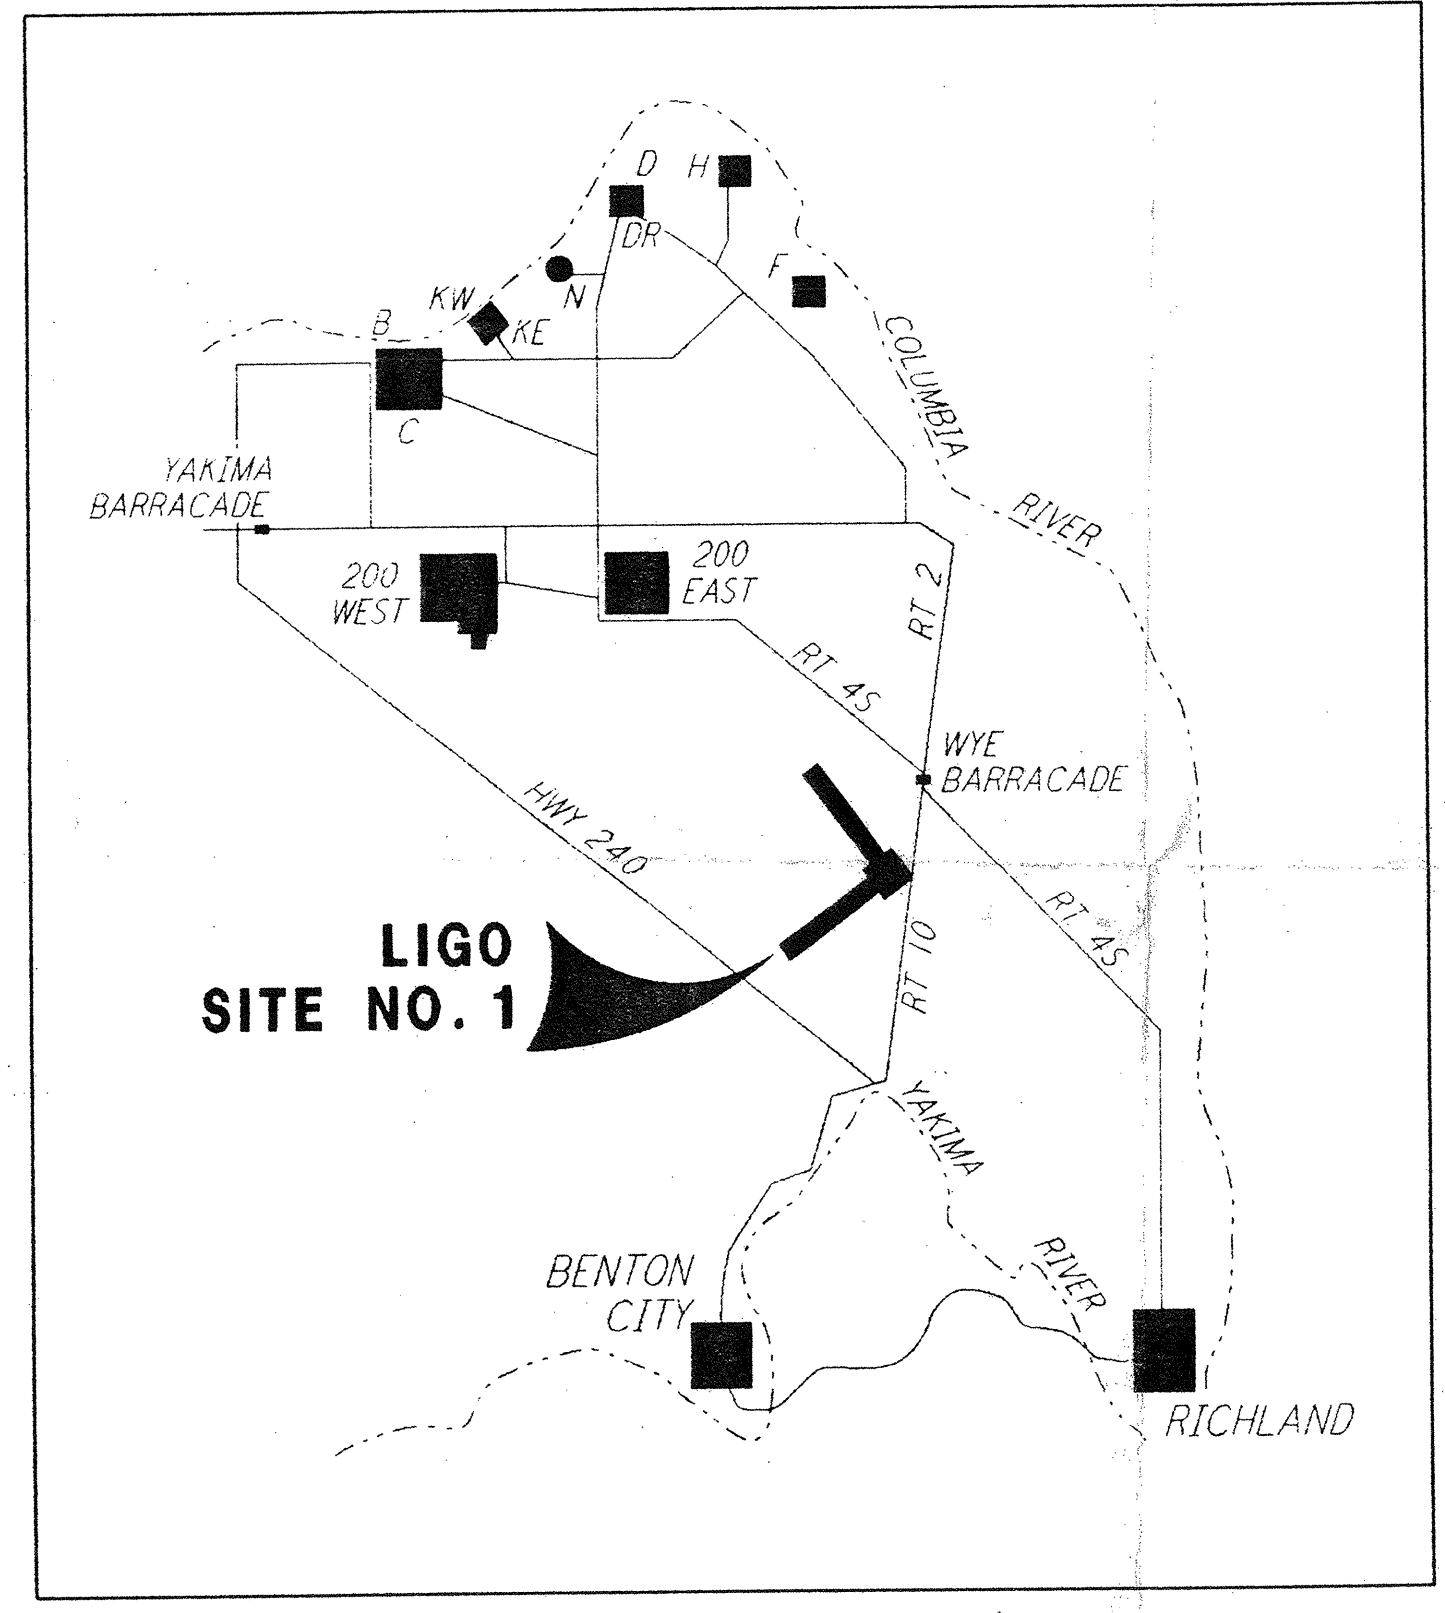 D
H
DR
F
N
KW
KE
B
C
COLUMBIA
RIVER
YAKIMA
BARRACADE
200
WEST
200
EAST
RT 2
RT 4S
WYE
BARRACADE
HWY 240
LIGO
SITE NO. 1
RT 10
RT 4S
YAKIMA
RIVER
BENTON
CITY
RICHLAND